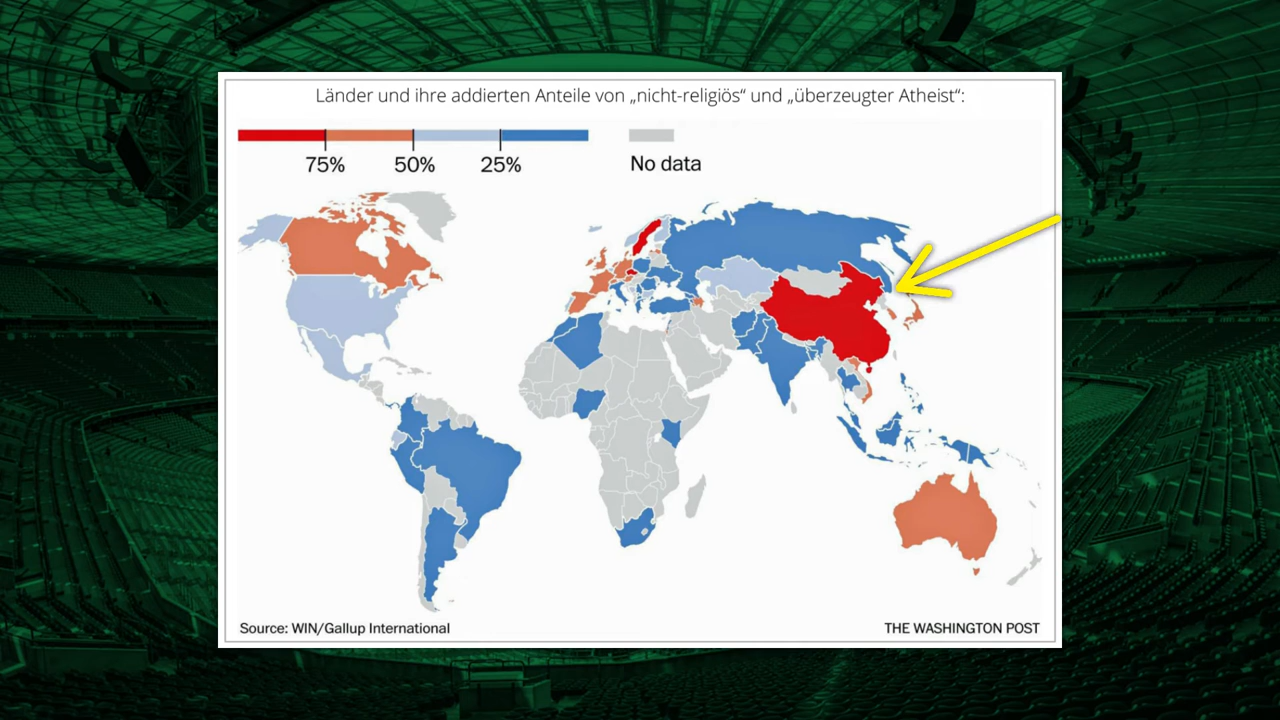 Länder und ihre addierten Anteile von „nicht-religiös“ und „überzeugter Atheist“:
75% 50% 25% No data
Source: WIN/Gallup International THE WASHINGTON POST